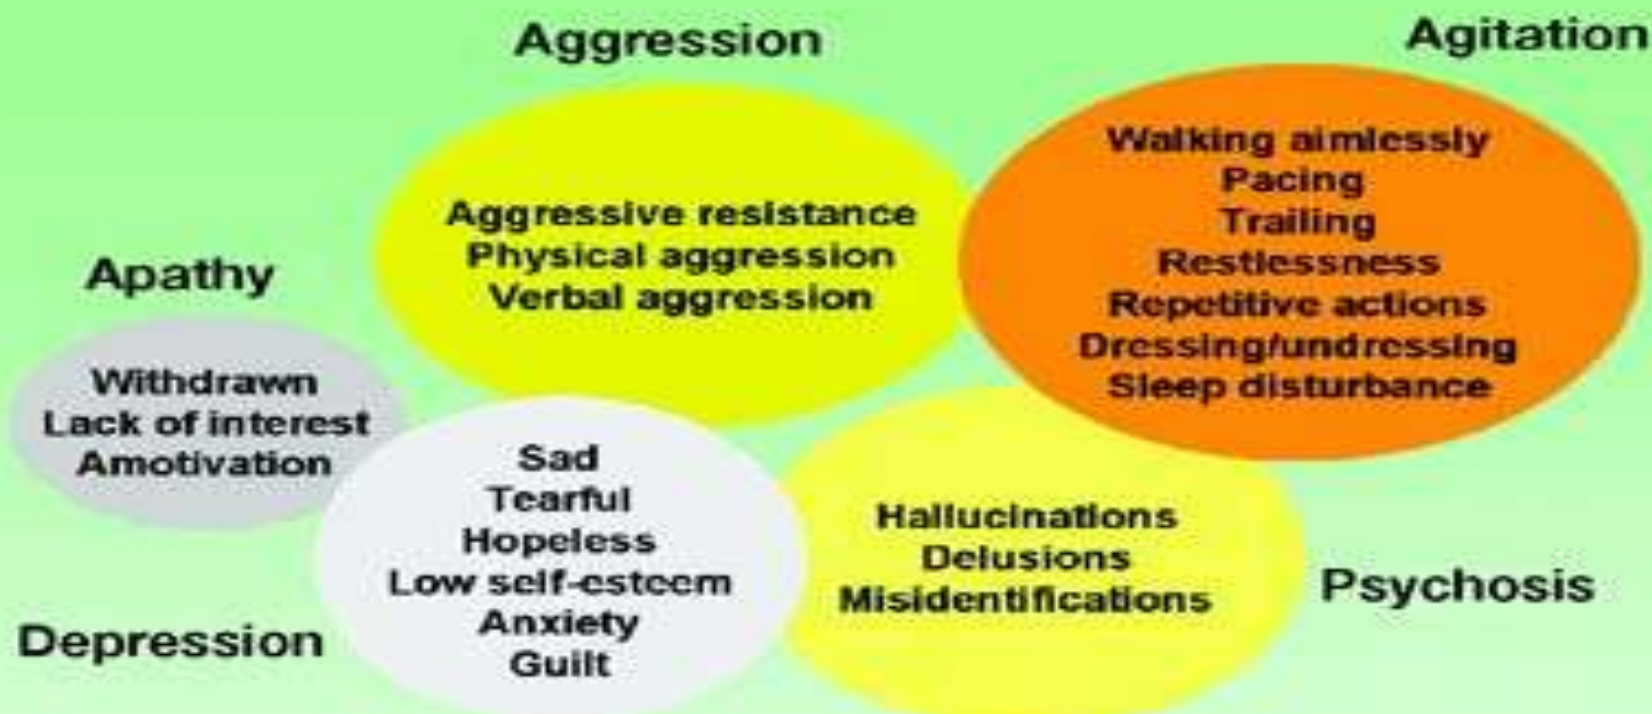 Aggression
Agitation
Aggressive resistance
Physical aggression
Verbal aggression
Walking aimlessly
Pacing
Trailing
Restlessness
Repetitive actions
Dressing/undressing
Sleep disturbance
Apathy
Withdrawn
Lack of interest
Amotivation
Depression
Sad
Tearful
Hopeless
Low self-esteem
Anxiety
Guilt
Hallucinations
Delusions
Misidentifications
Psychosis